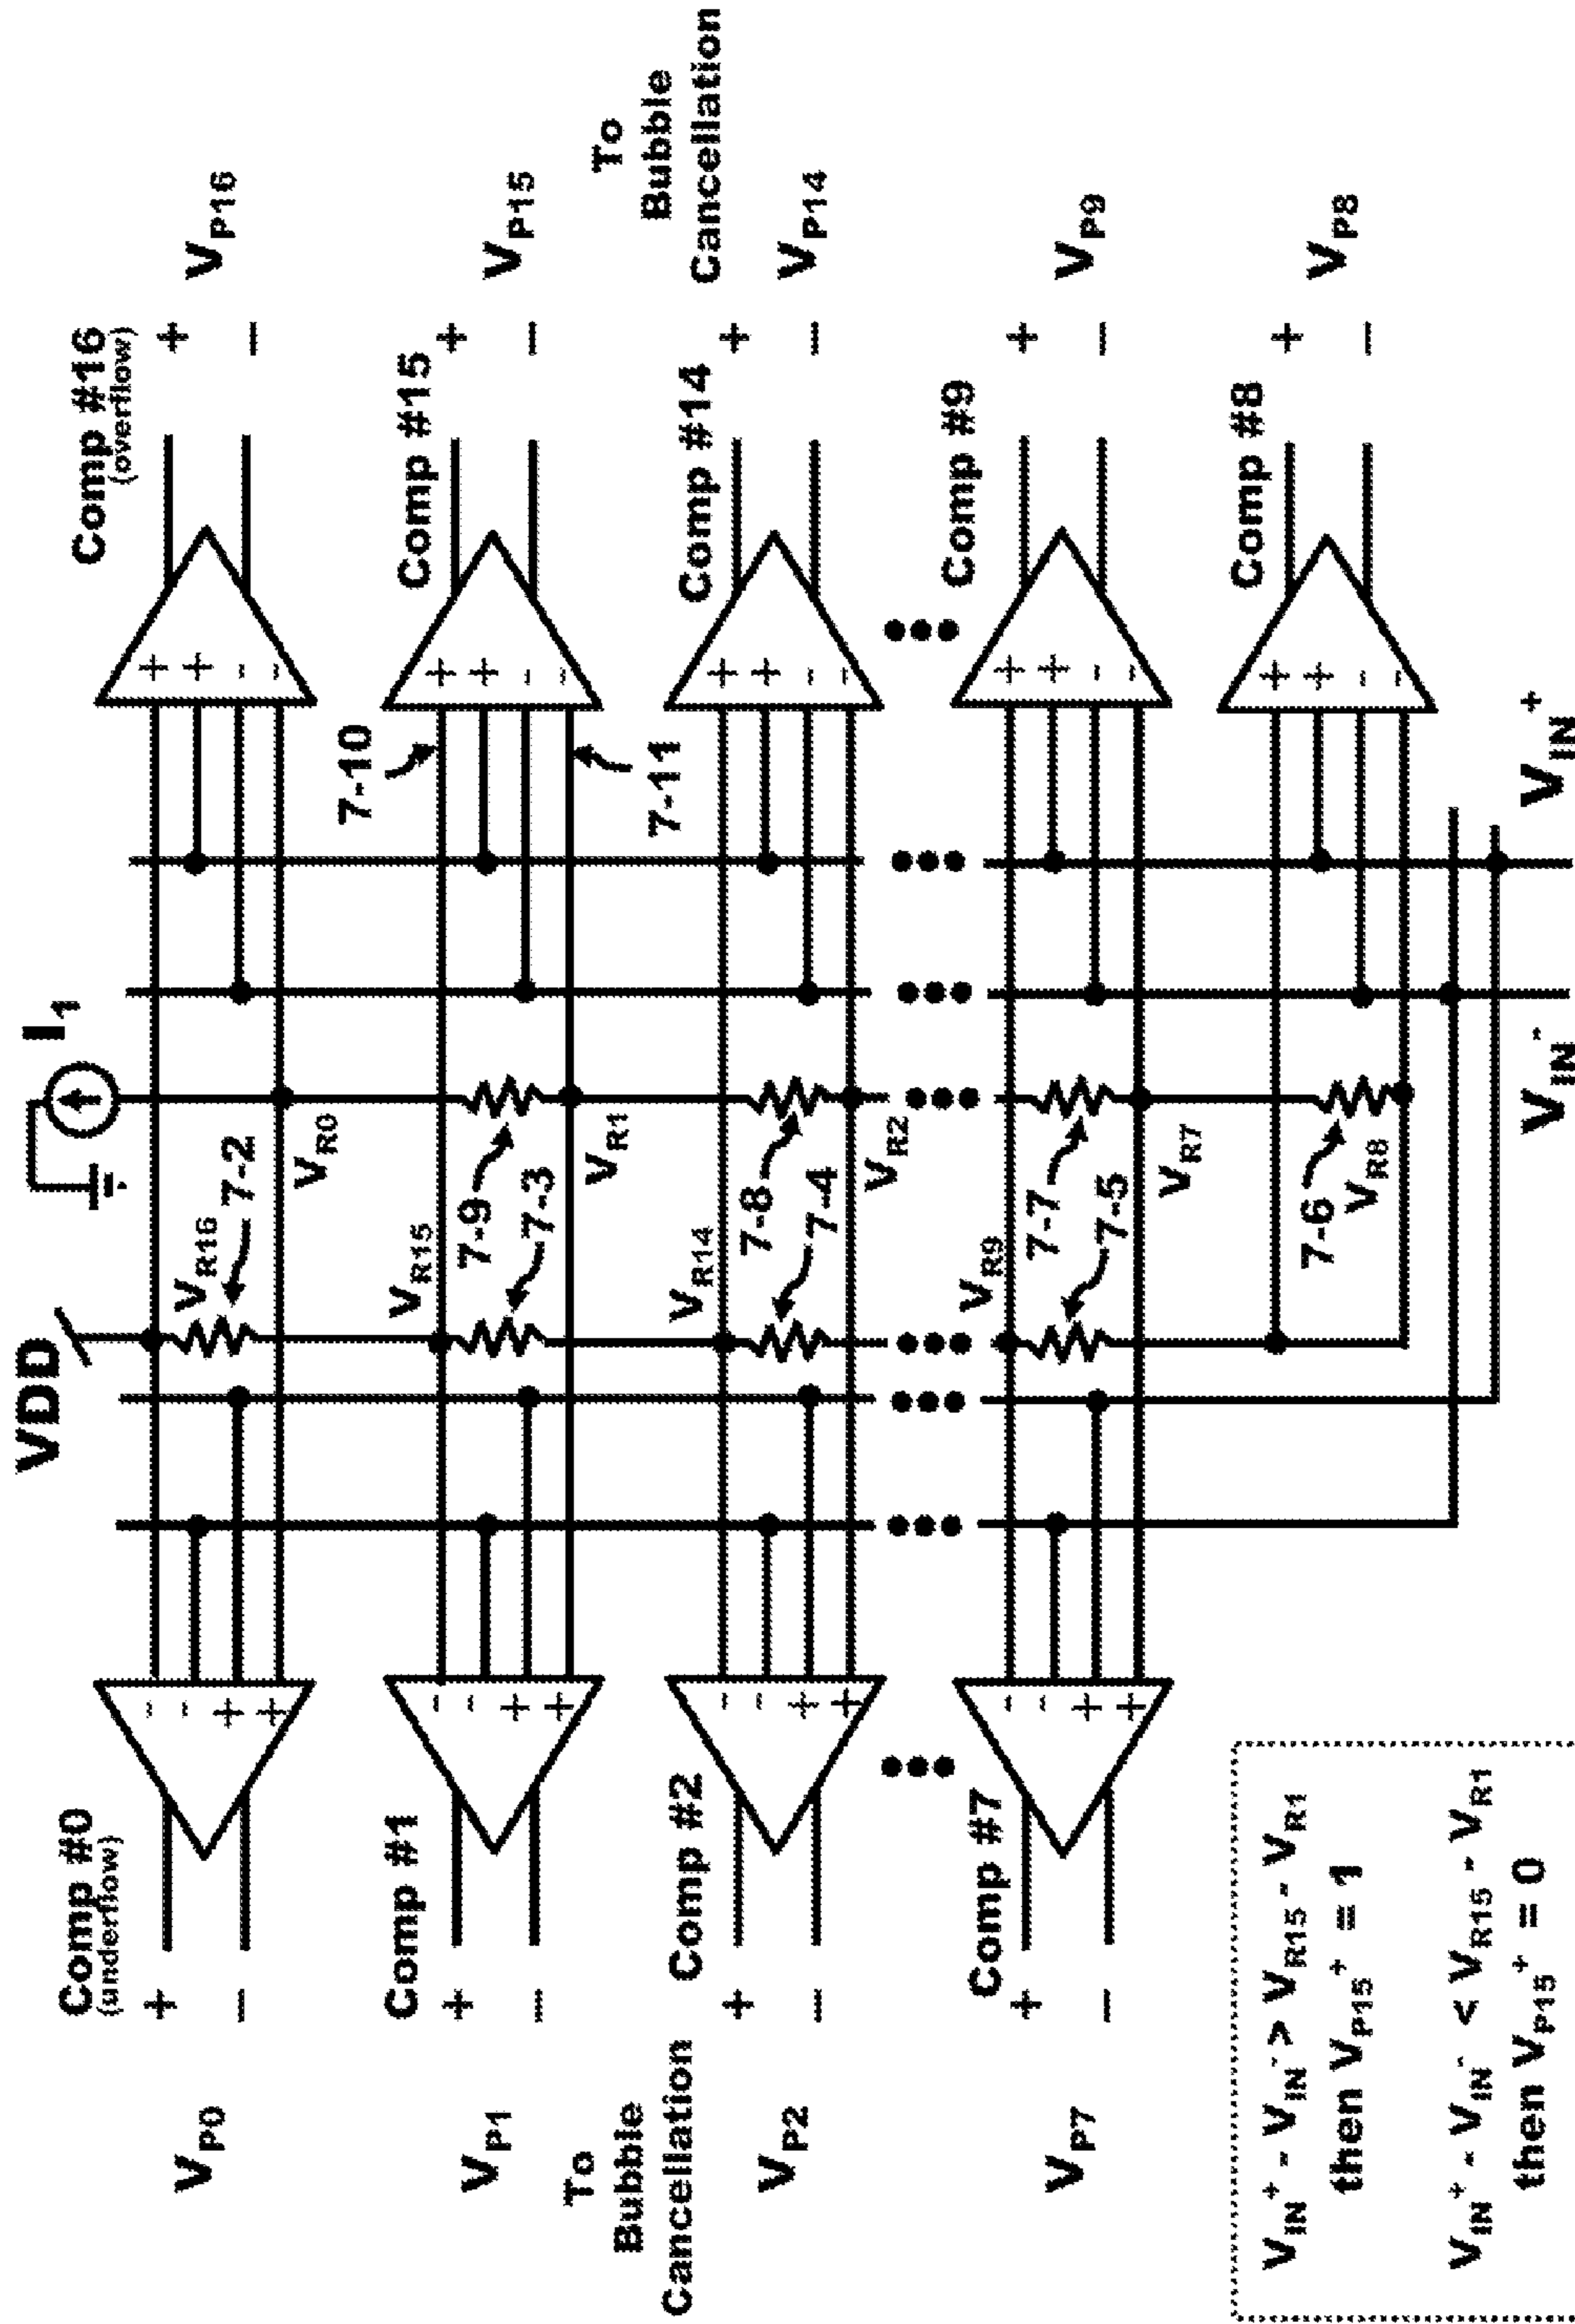 VDD
I1
Comp #0
(underflow)
Comp #16
(overflow)
+
+
VP0
VR16
7-2
VR0
VP16
−
−
Comp #1
Comp #15
+
+
VP1
VR15
7-9
7-3
VR1
7-10
7-11
VP15
−
−
To
Bubble
Cancellation
To
Bubble
Cancellation
Comp #2
Comp #14
+
+
VP2
VR14
7-8
7-4
VR2
VP14
−
−
Comp #7
Comp #9
+
+
VP7
VR9
7-7
7-5
VR7
VP9
−
−
Comp #8
+
7-6
VR8
VP8
−
VIN-
VIN+
VIN+ - VIN- > VR15 - VR1
then VP15+ = 1
VIN+ - VIN- < VR15 - VR1
then VP15+ = 0